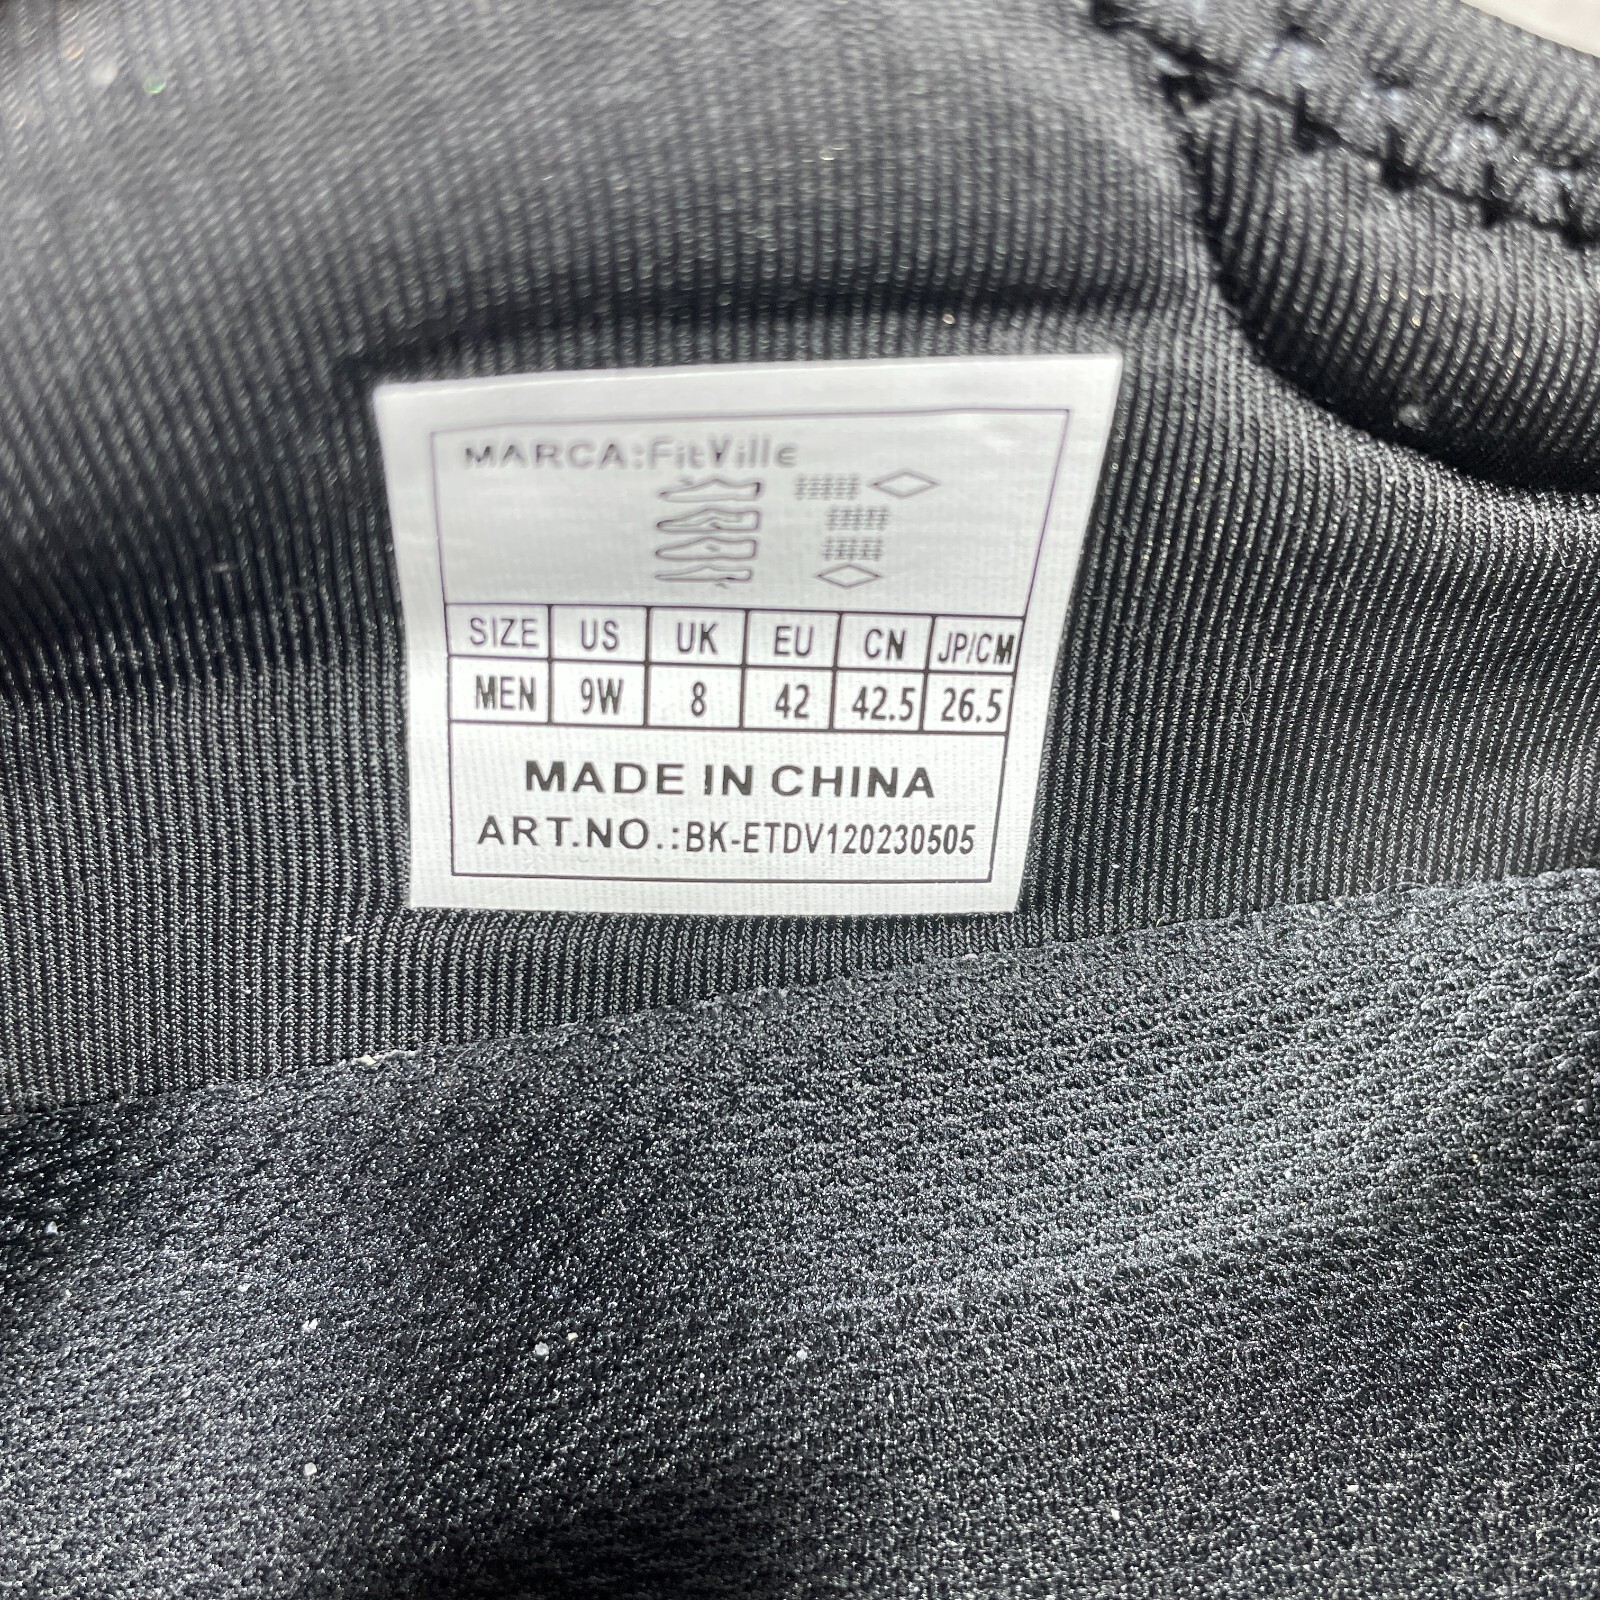 MARCA:FitVille
SIZE US UK EU CN JP/CM
MEN 9W 8 42 42.5 26.5
MADE IN CHINA
ART.NO.:BK-ETDV120230505